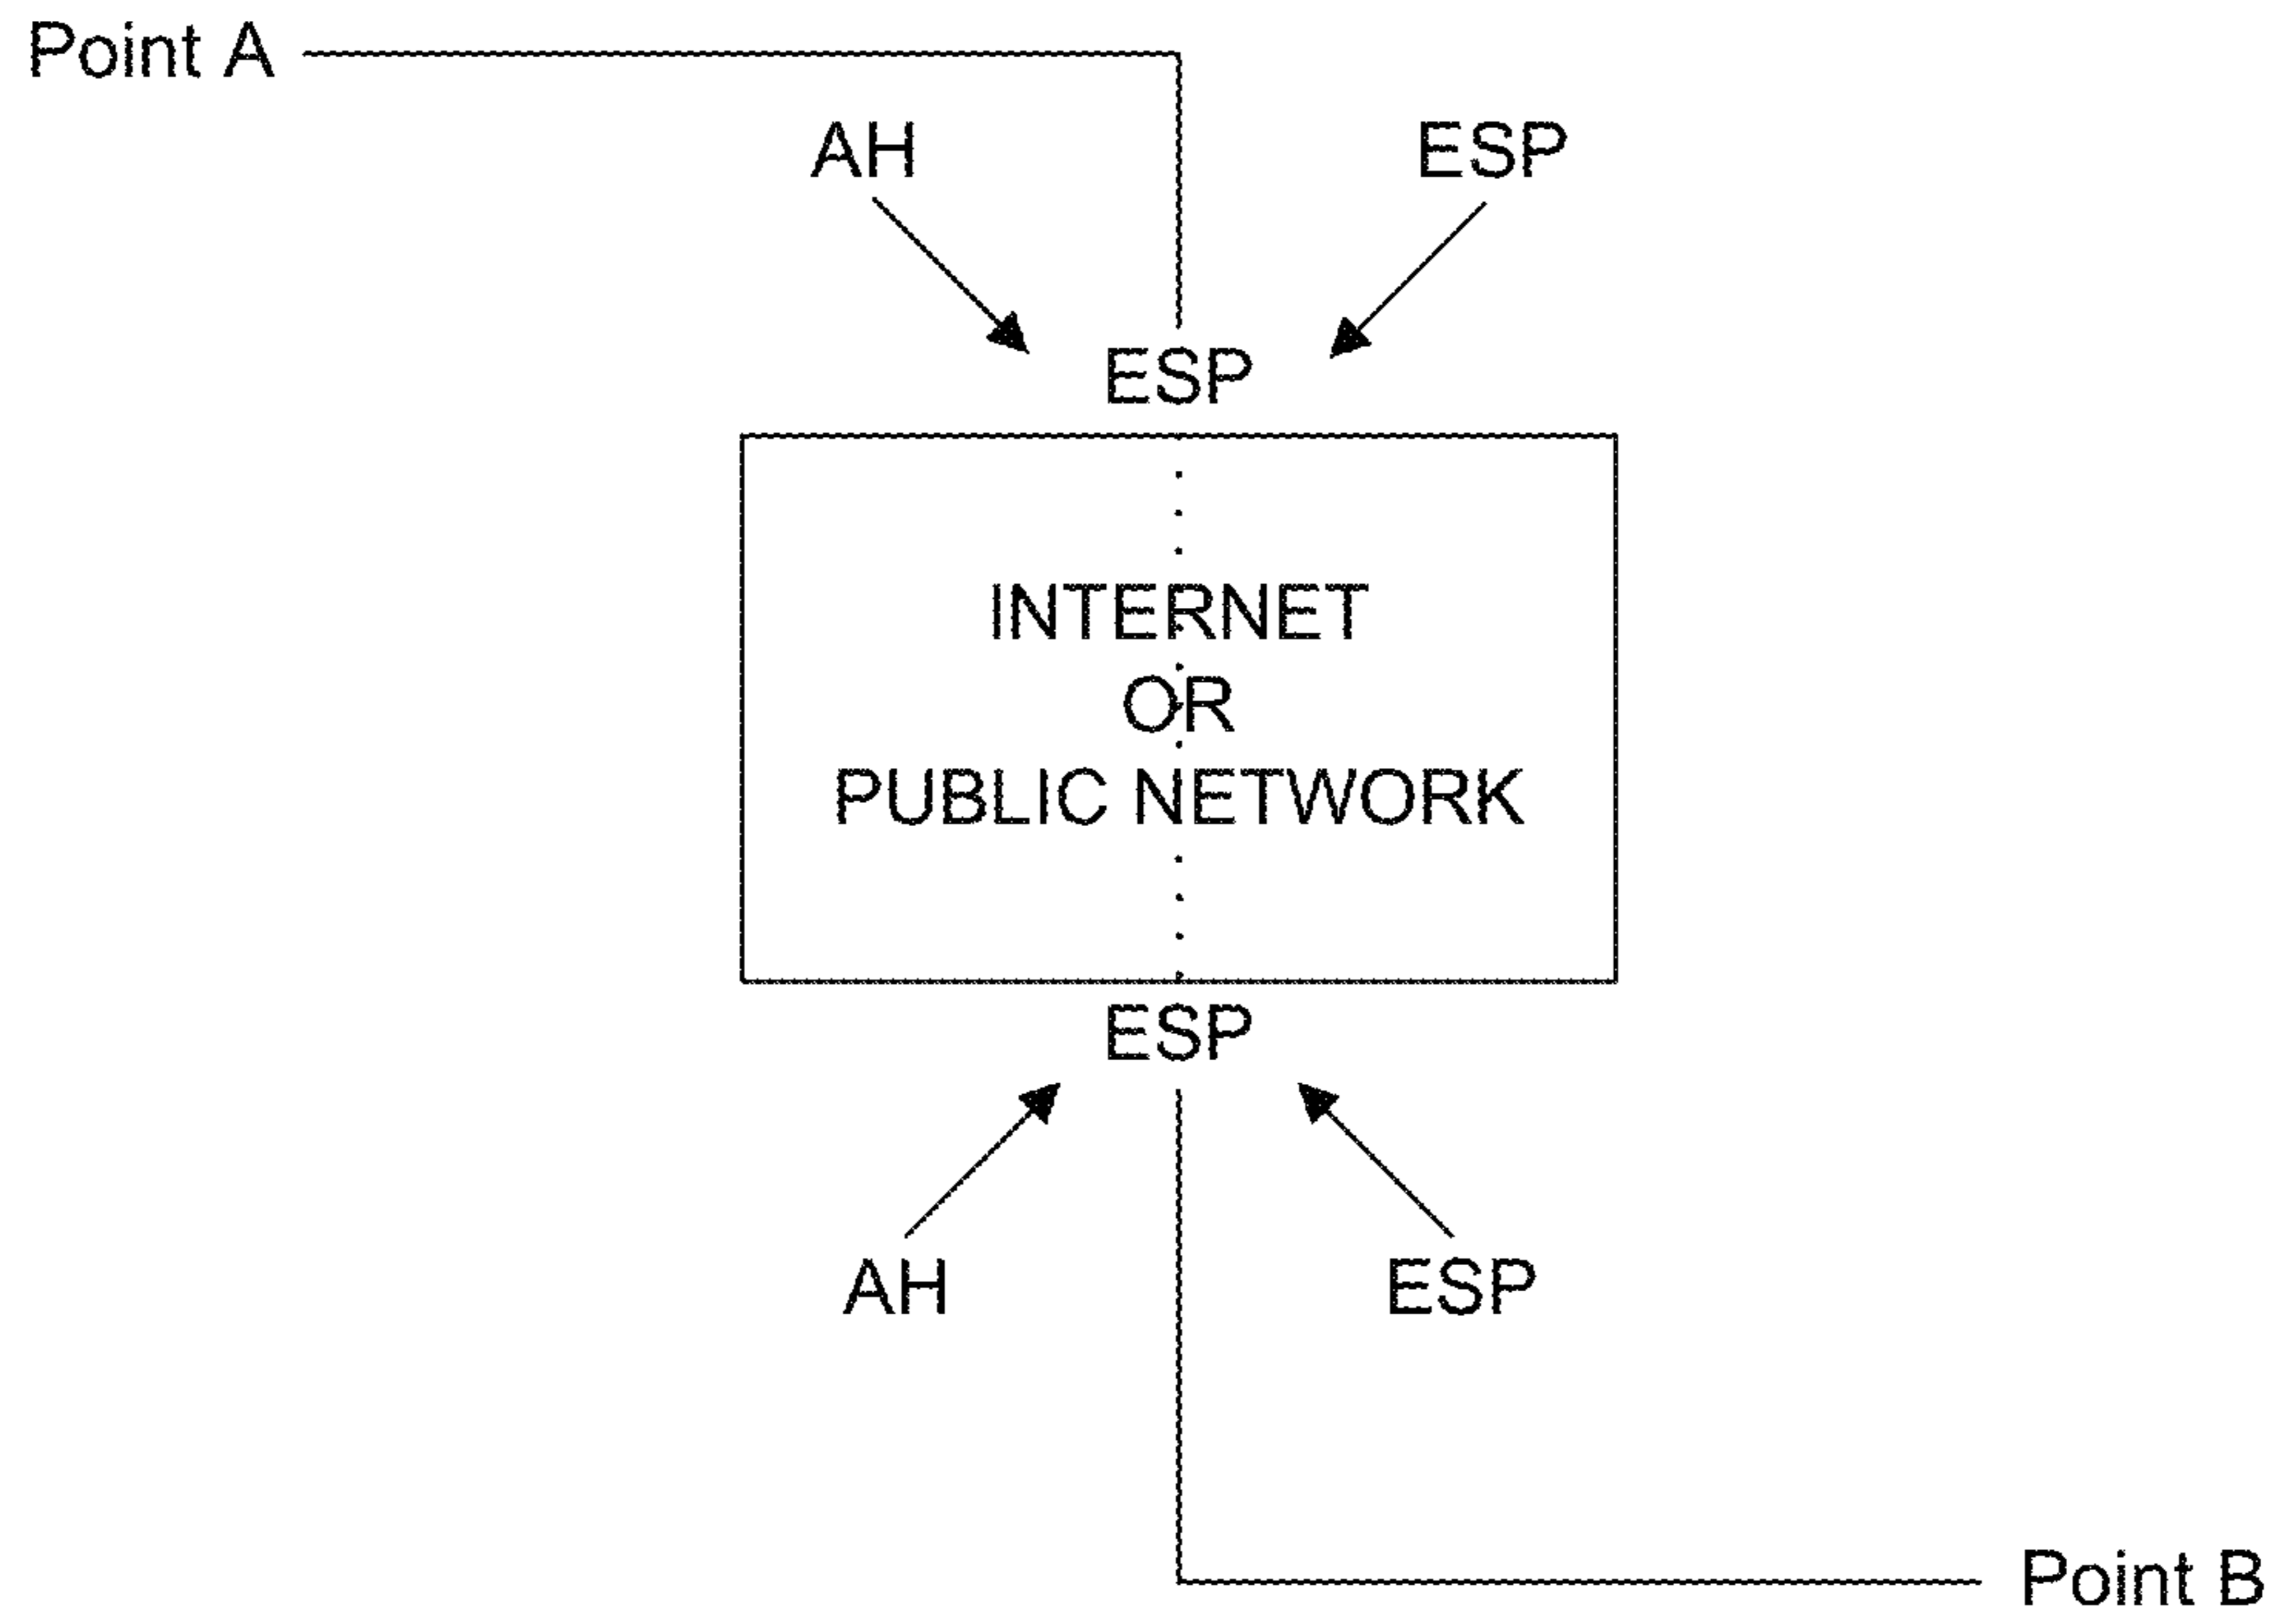 Point A
AH
ESP
ESP
INTERNET
OR
PUBLIC NETWORK
ESP
AH
ESP
Point B